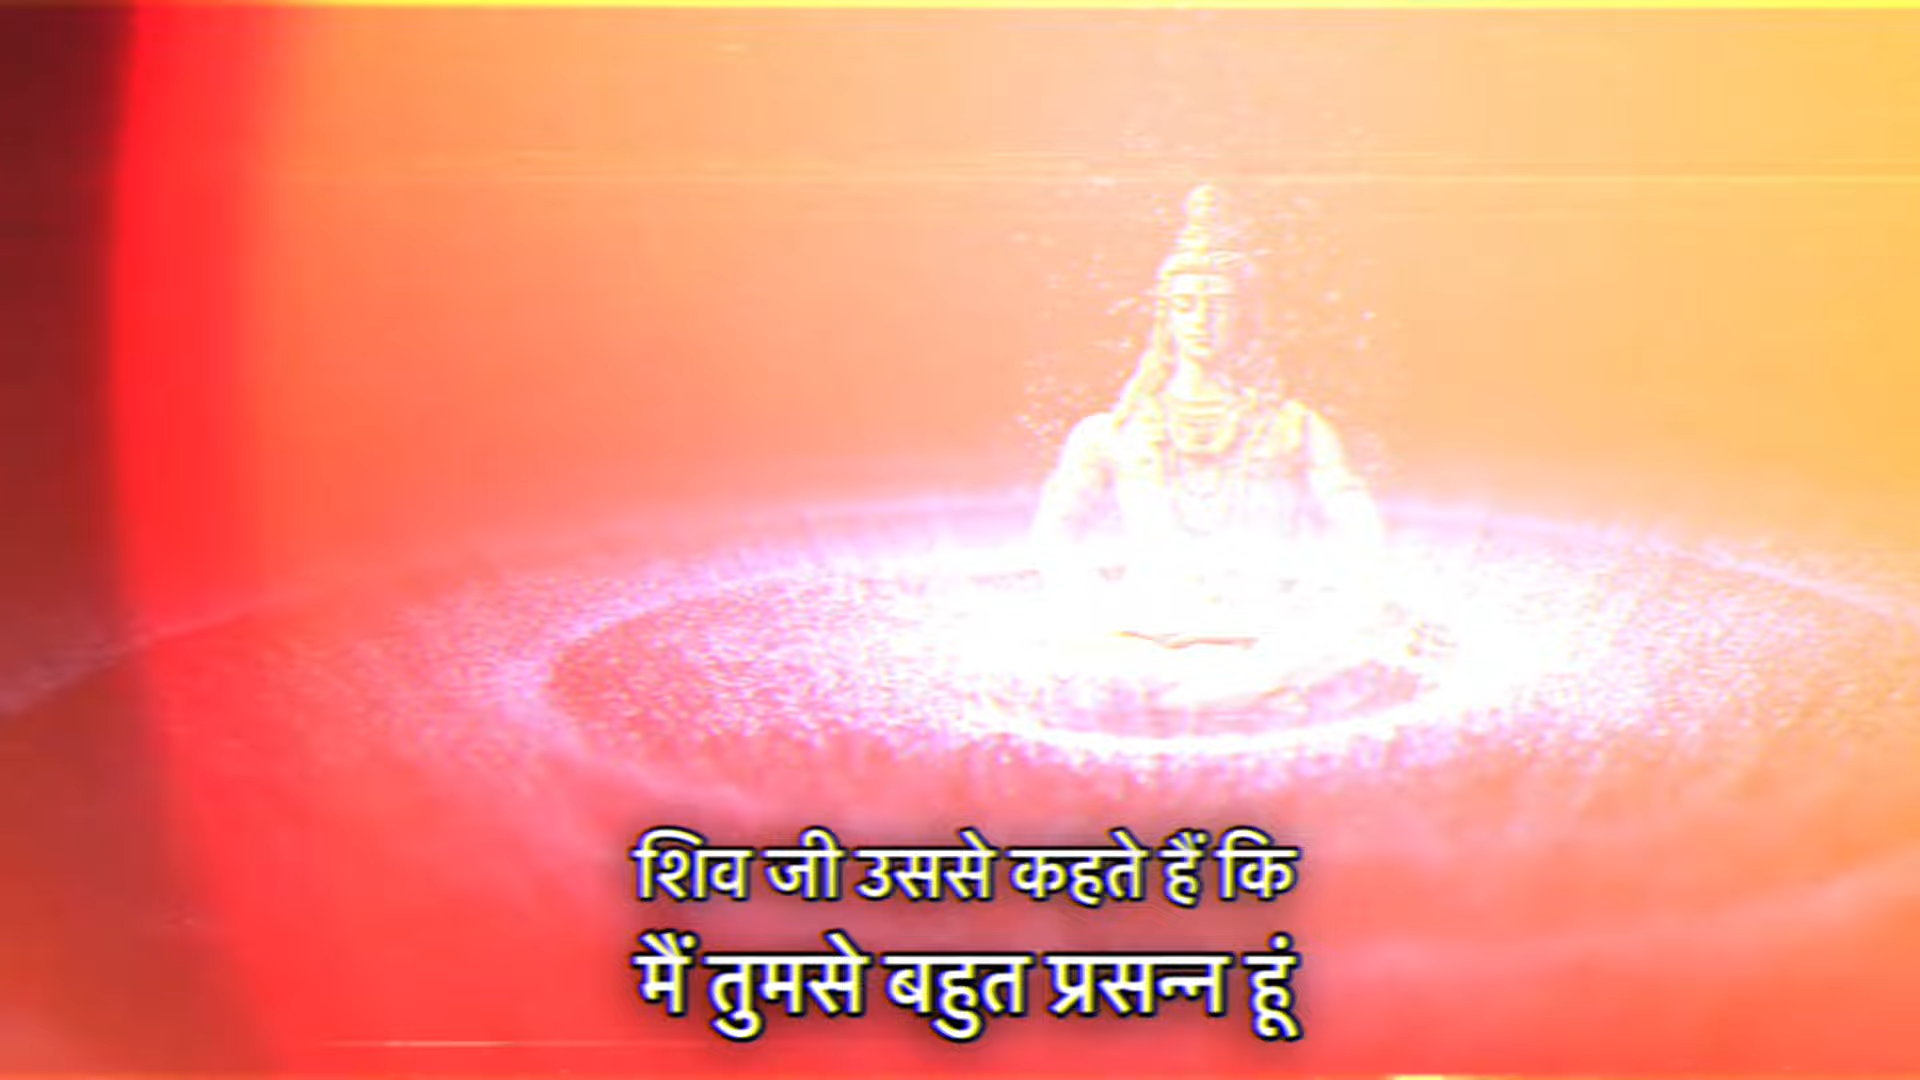 शिव जी उससे कहते हैं कि
मैं तुमसे बहुत प्रसन्न हूं